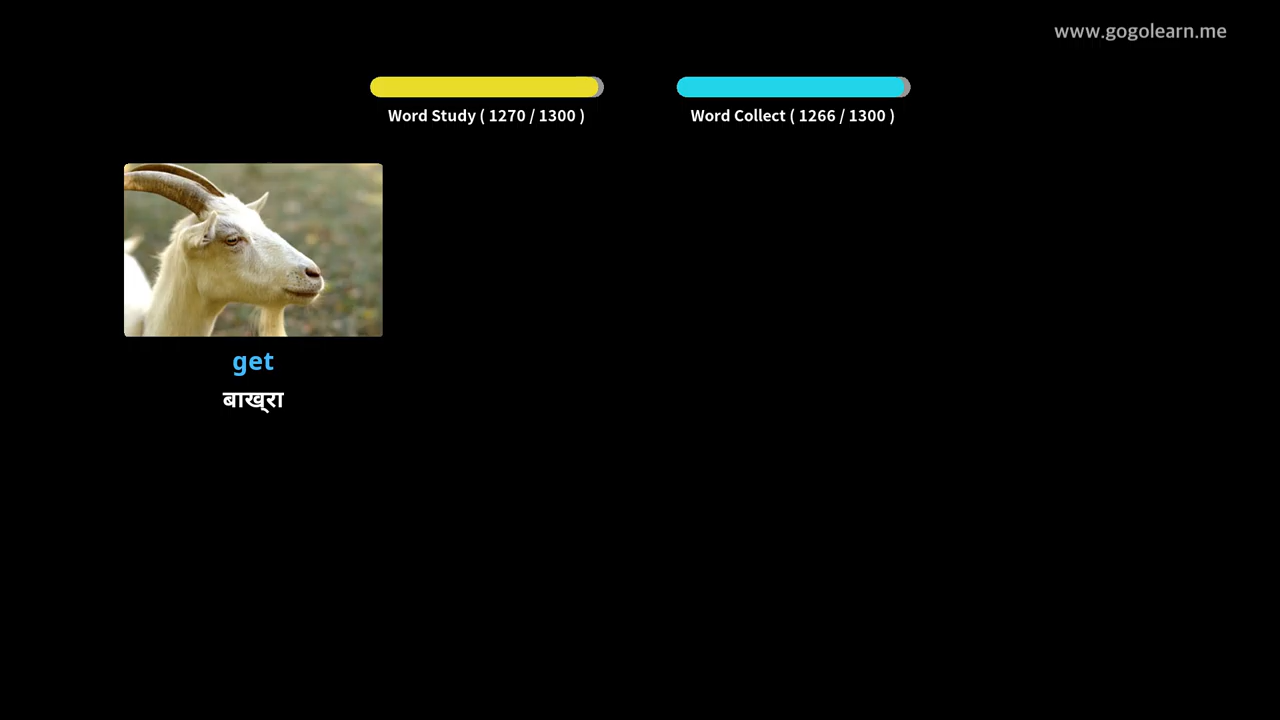 www.gogolearn.me
Word Study ( 1270 / 1300 )
Word Collect ( 1266 / 1300 )
get
बाख्रा